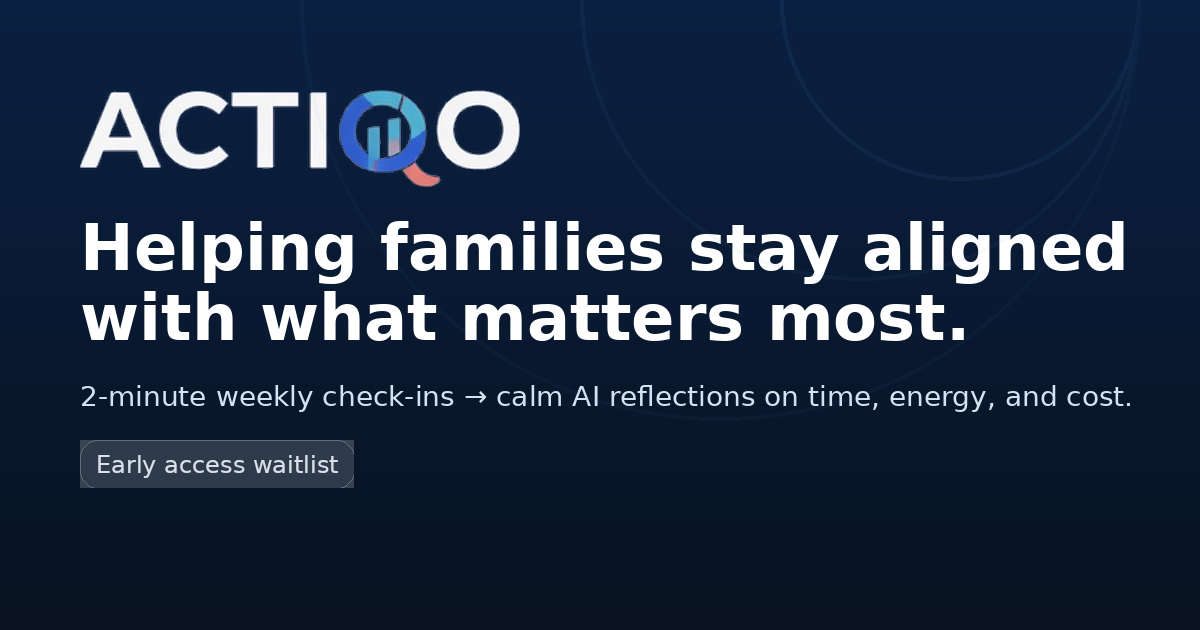 ACTIQO
Helping families stay aligned
with what matters most.
2-minute weekly check-ins → calm AI reflections on time, energy, and cost.
Early access waitlist